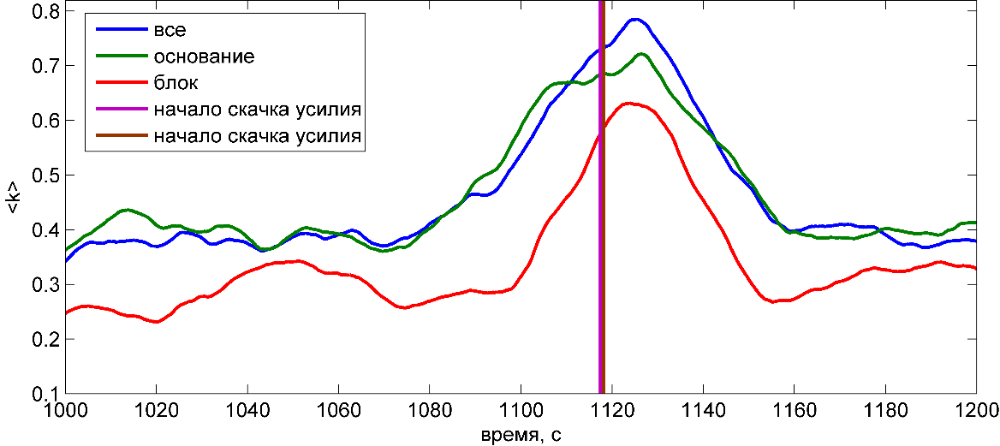 0.8
0.7
0.6
0.5
0.4
0.3
0.2
0.1
<k>
все
основание
блок
начало скачка усилия
начало скачка усилия
1000 1020 1040 1060 1080 1100 1120 1140 1160 1180 1200
время, с